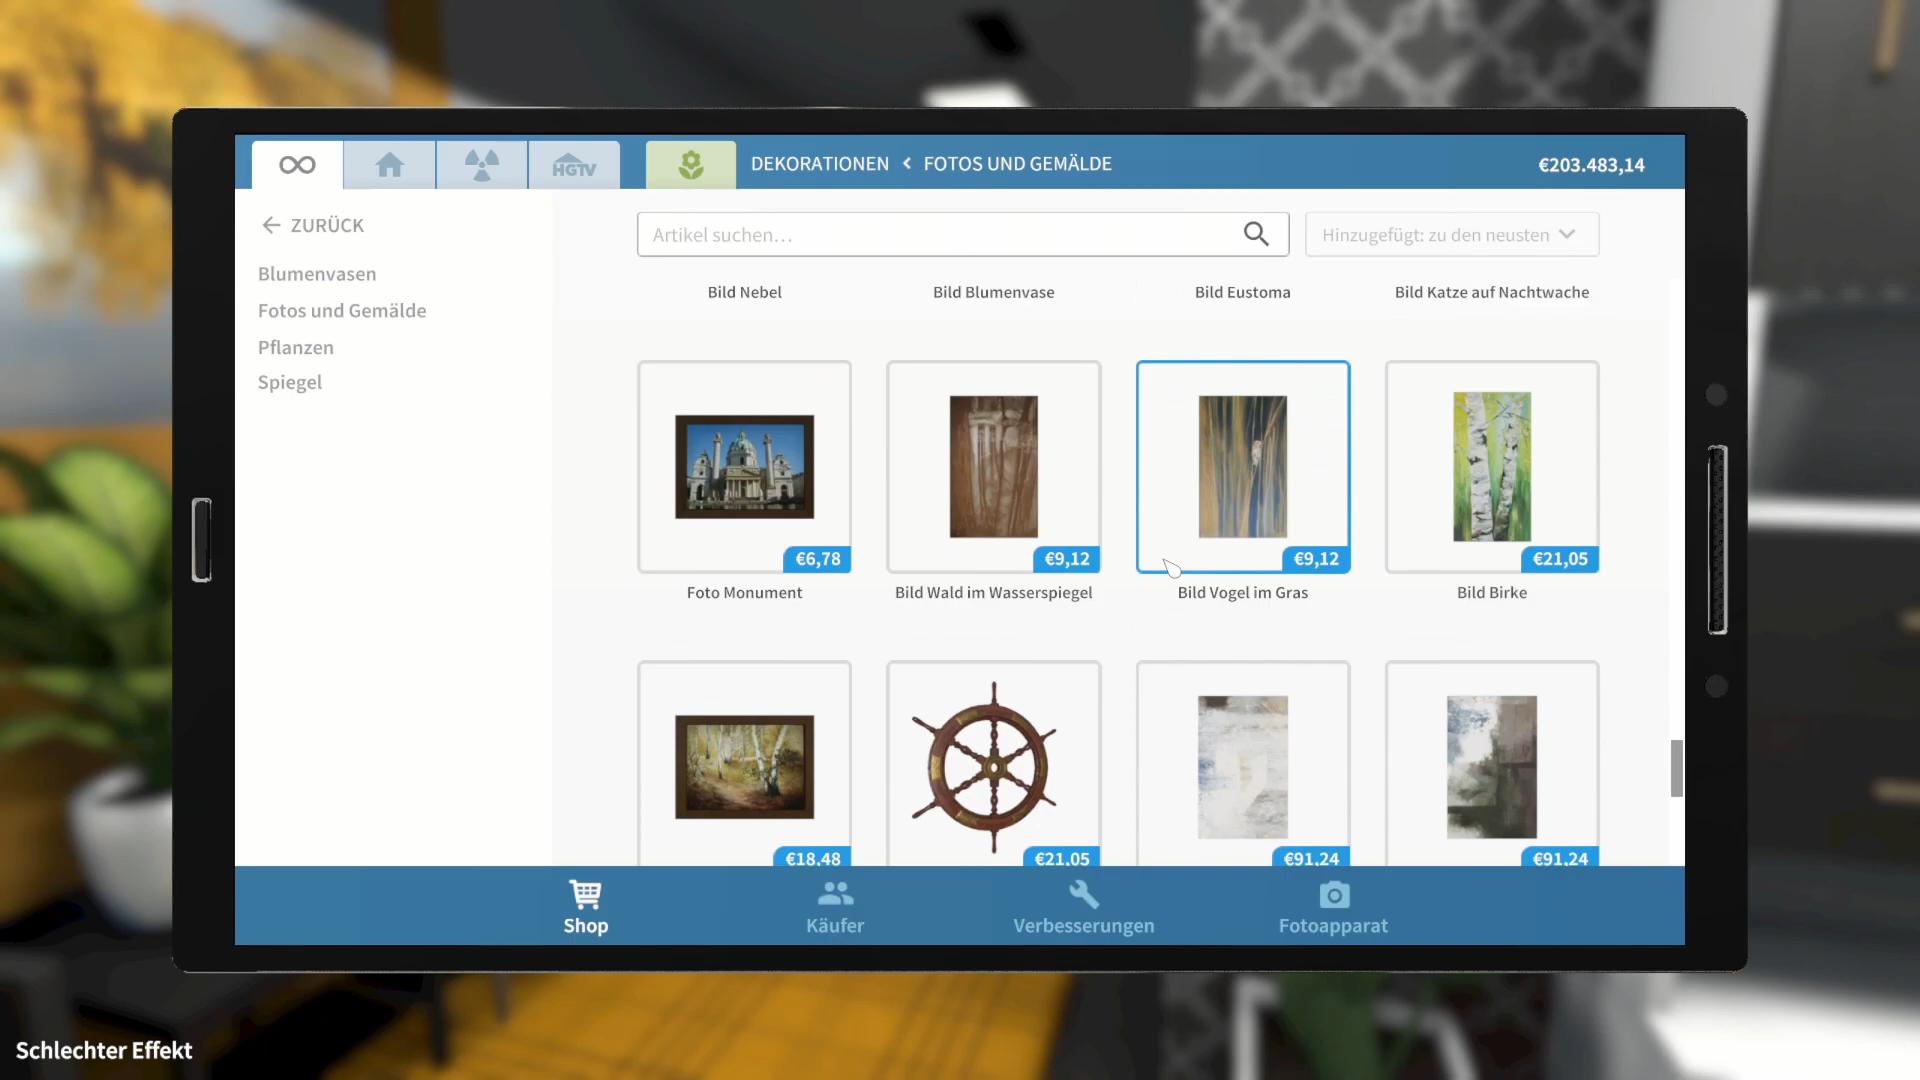 HGTV
DEKORATIONEN < FOTOS UND GEMÄLDE
€203.483,14
ZURÜCK
Blumenvasen
Fotos und Gemälde
Pflanzen
Spiegel
Artikel suchen...
Hinzugefügt: zu den neusten
Bild Nebel
Bild Blumenvase
Bild Eustoma
Bild Katze auf Nachtwache
€6,78
€9,12
€9,12
€21,05
Foto Monument
Bild Wald im Wasserspiegel
Bild Vogel im Gras
Bild Birke
€18,48
€21,05
€91,24
€91,24
Shop
Käufer
Verbesserungen
Fotoapparat
Schlechter Effekt